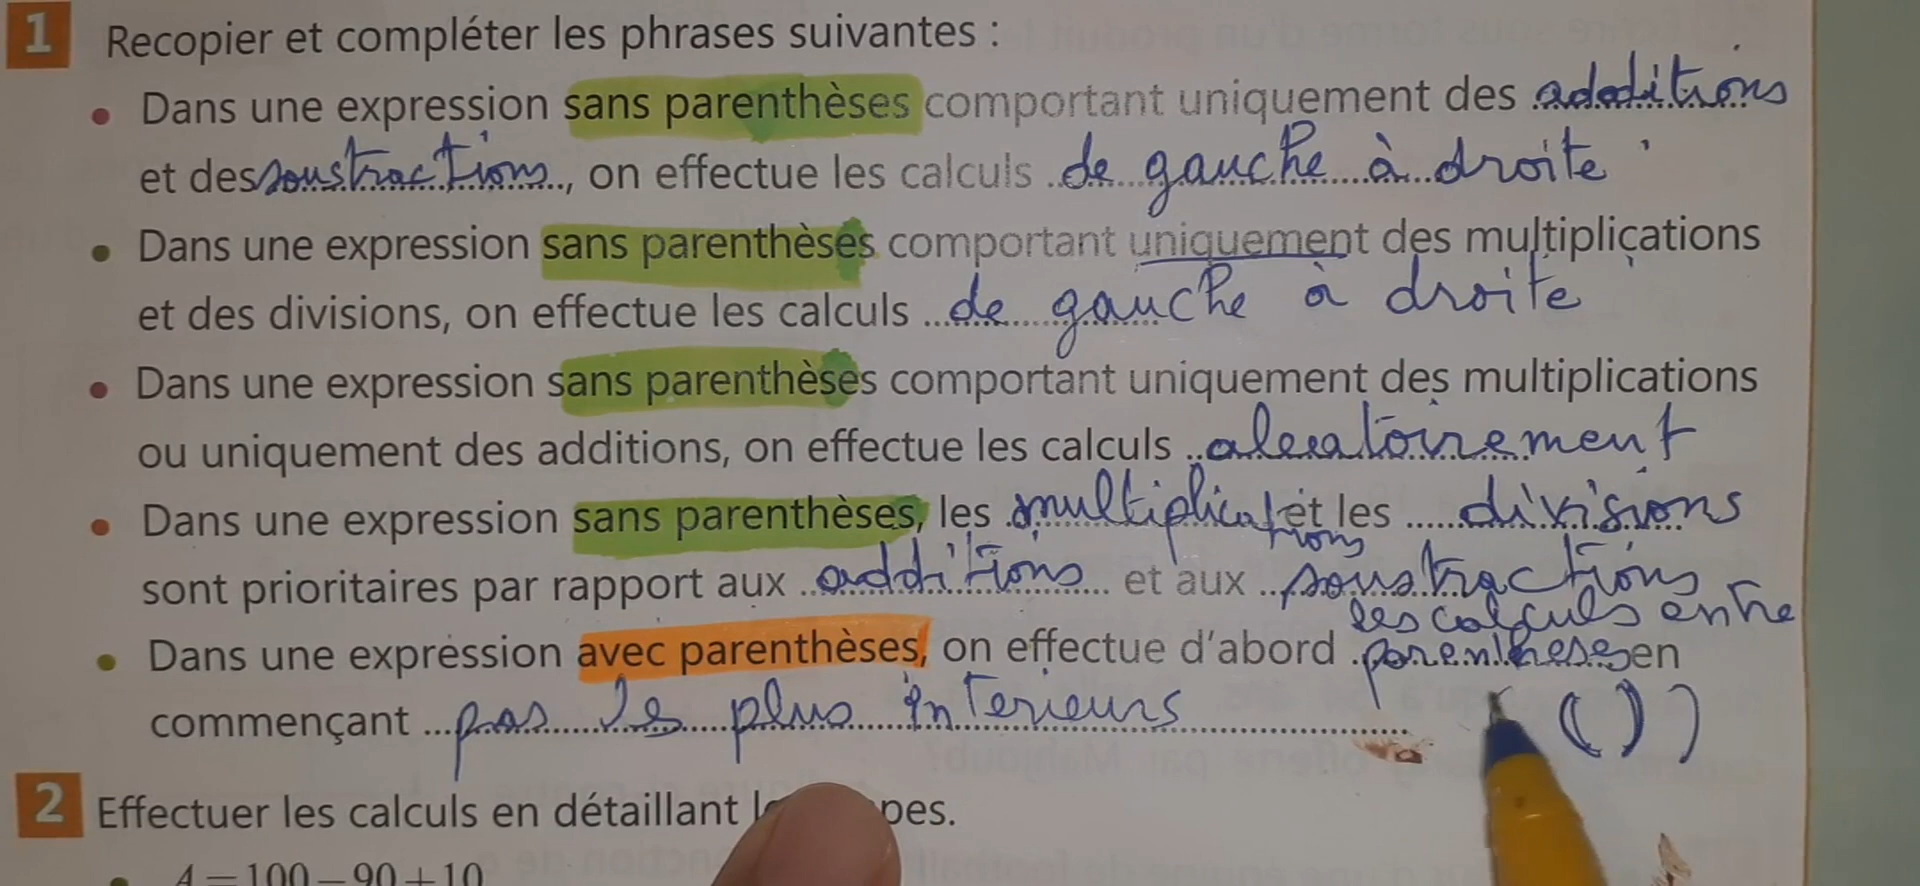 1 Recopier et compléter les phrases suivantes :
• Dans une expression sans parenthèses comportant uniquement des additions
et des soustractions, on effectue les calculs de gauche à droite
• Dans une expression sans parenthèses comportant uniquement des multiplications
et des divisions, on effectue les calculs de gauche à droite
• Dans une expression sans parenthèses comportant uniquement des multiplications
ou uniquement des additions, on effectue les calculs aleatoirement
• Dans une expression sans parenthèses, les multiplications et les divisions
sont prioritaires par rapport aux additions et aux soustractions
les calculs entre
• Dans une expression avec parenthèses, on effectue d'abord parentheses en
commençant pas les plus interieurs ( ) )
2 Effectuer les calculs en détaillant pes.
• A = 100 – 90 + 10